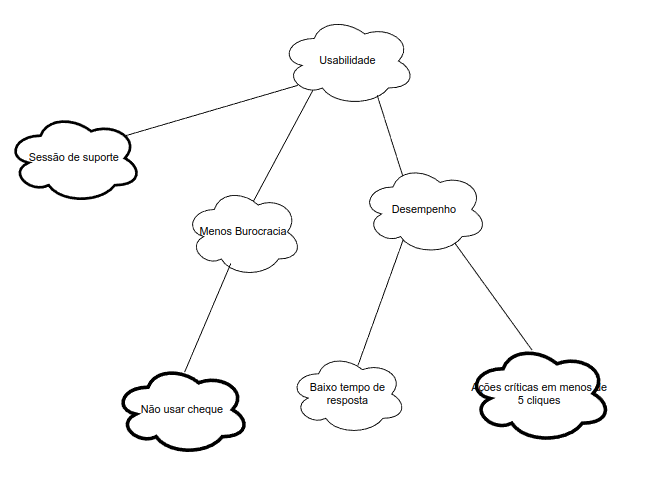 Usabilidade
Sessão de suporte
Menos Burocracia
Desempenho
Não usar cheque
Baixo tempo de
resposta
Ações críticas em menos de
5 cliques